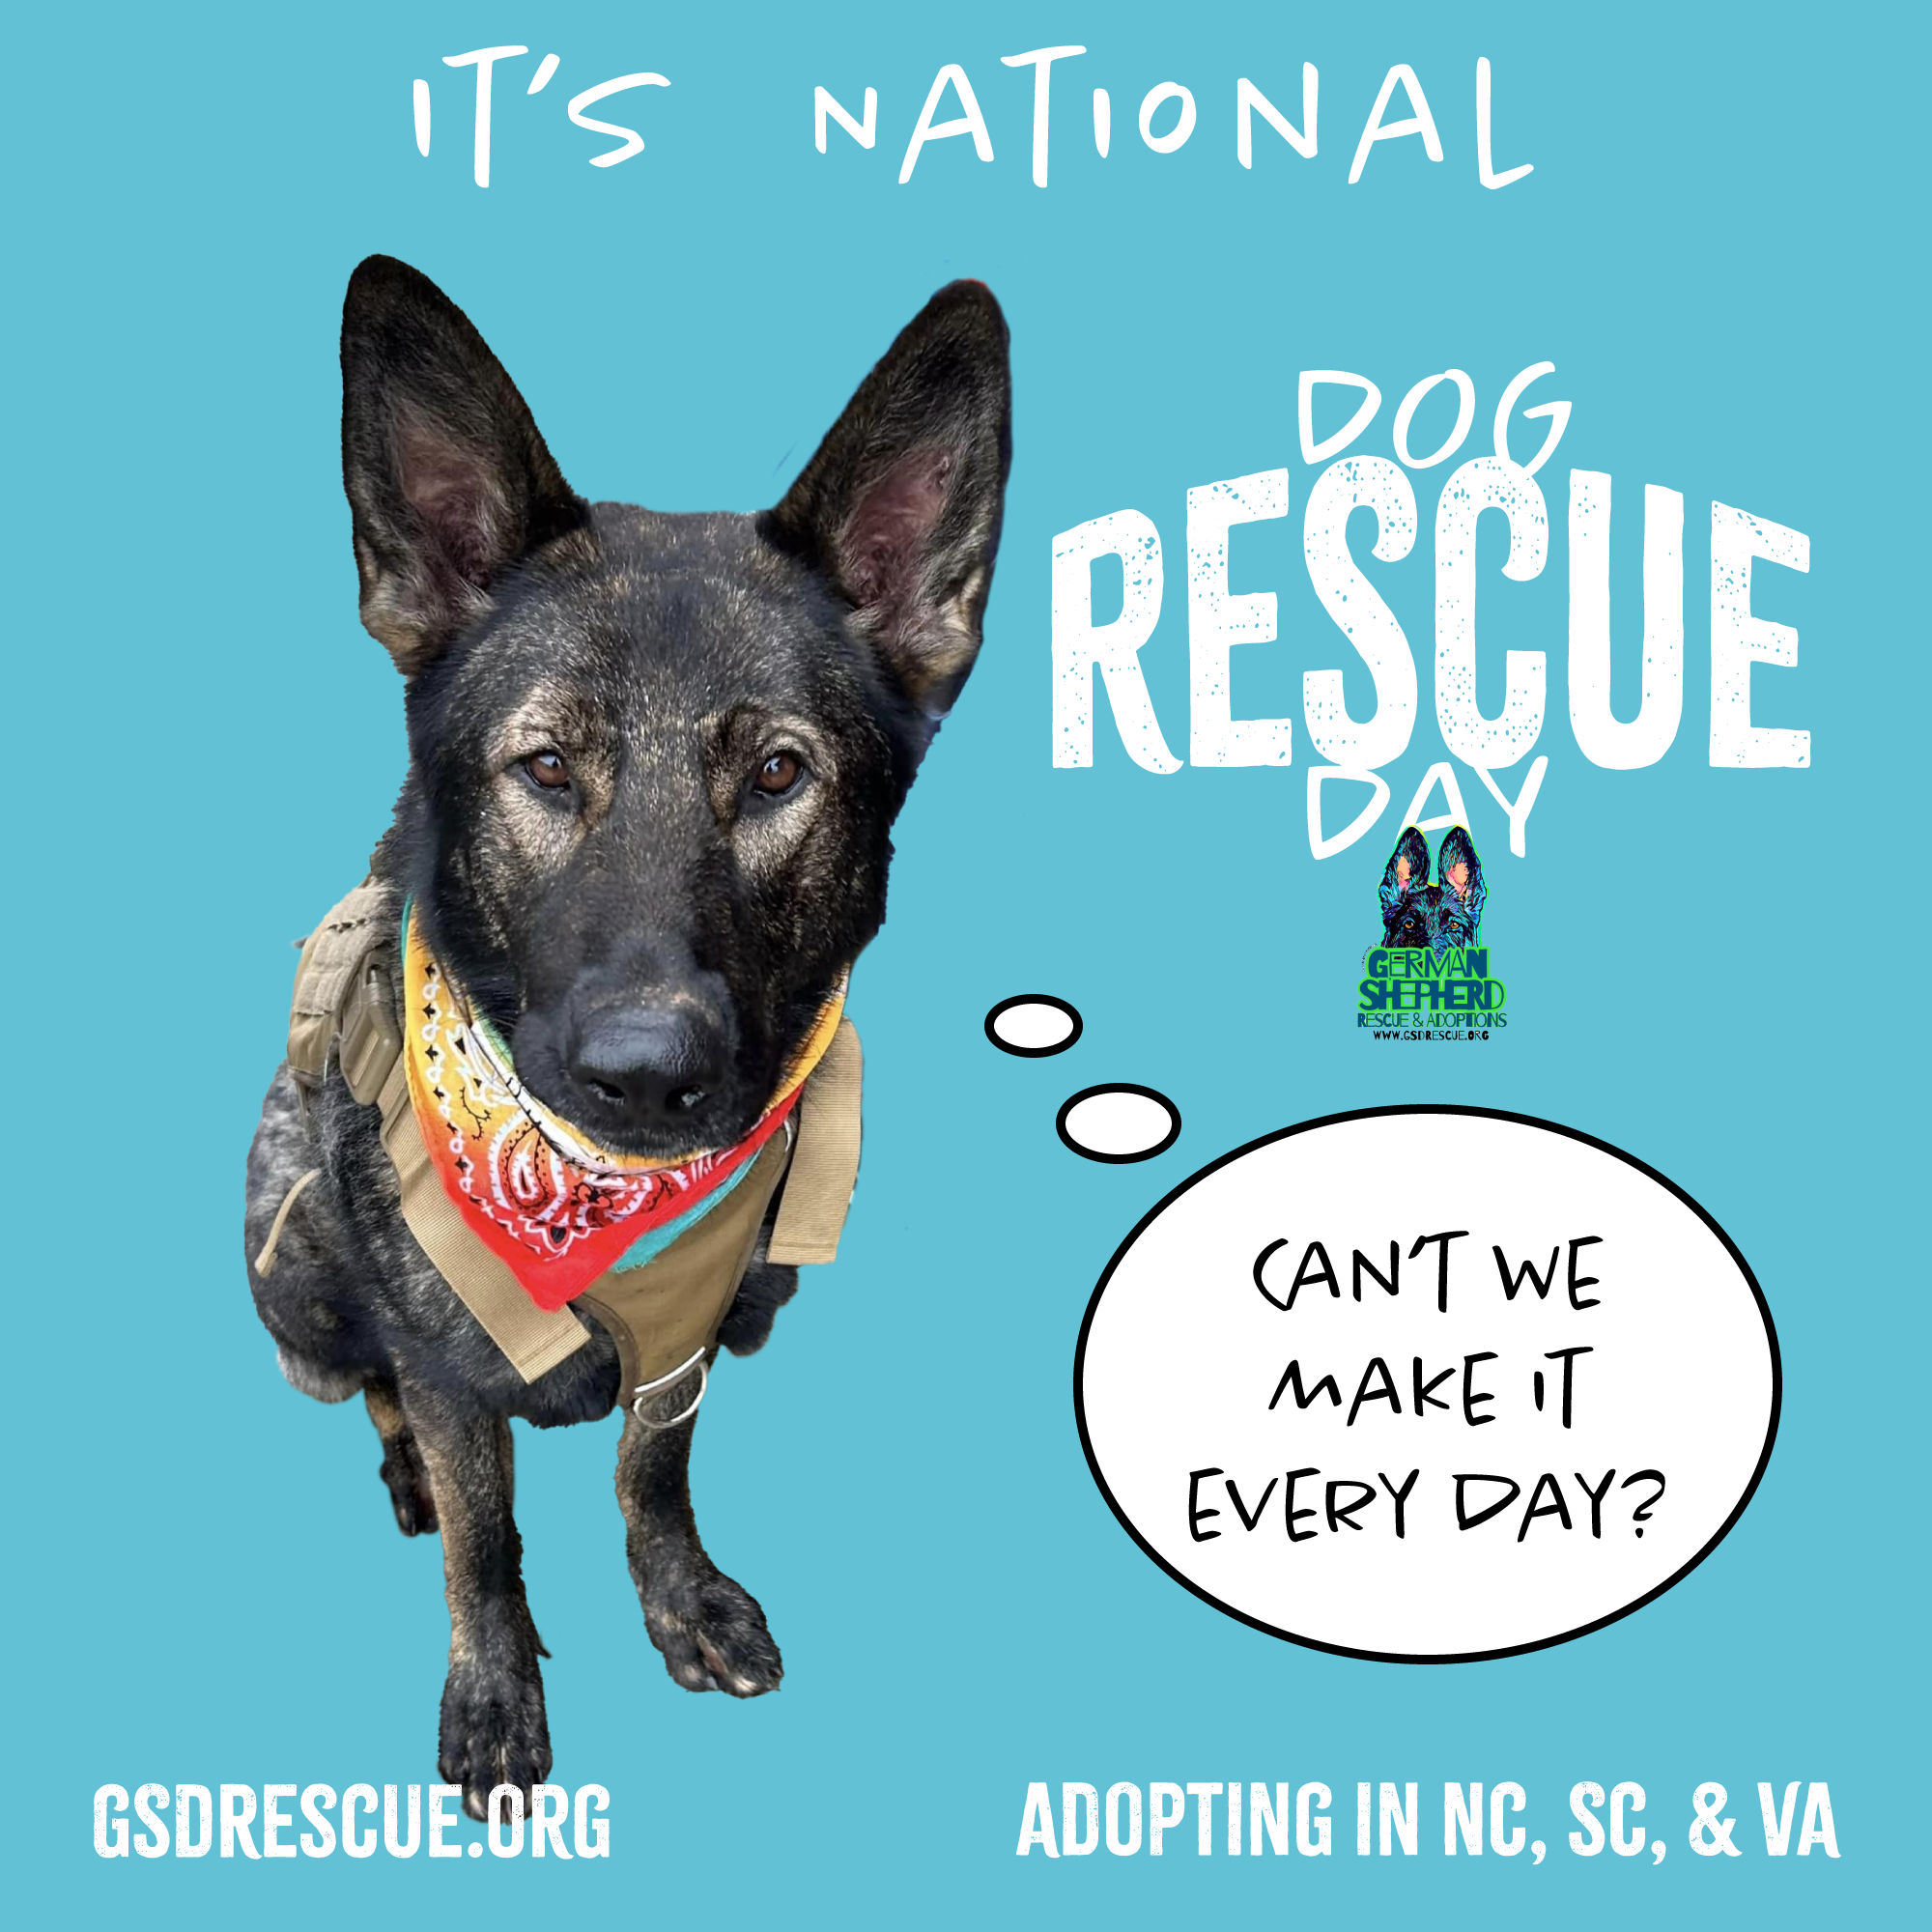 IT'S NATIONAL
DOG
RESCUE
DAY
GERMAN
SHEPHERD
RESCUE & ADOPTIONS
WWW.GSDRESCUE.ORG
CAN'T WE
MAKE IT
EVERY DAY?
GSDRESCUE.ORG
ADOPTING IN NC, SC, & VA